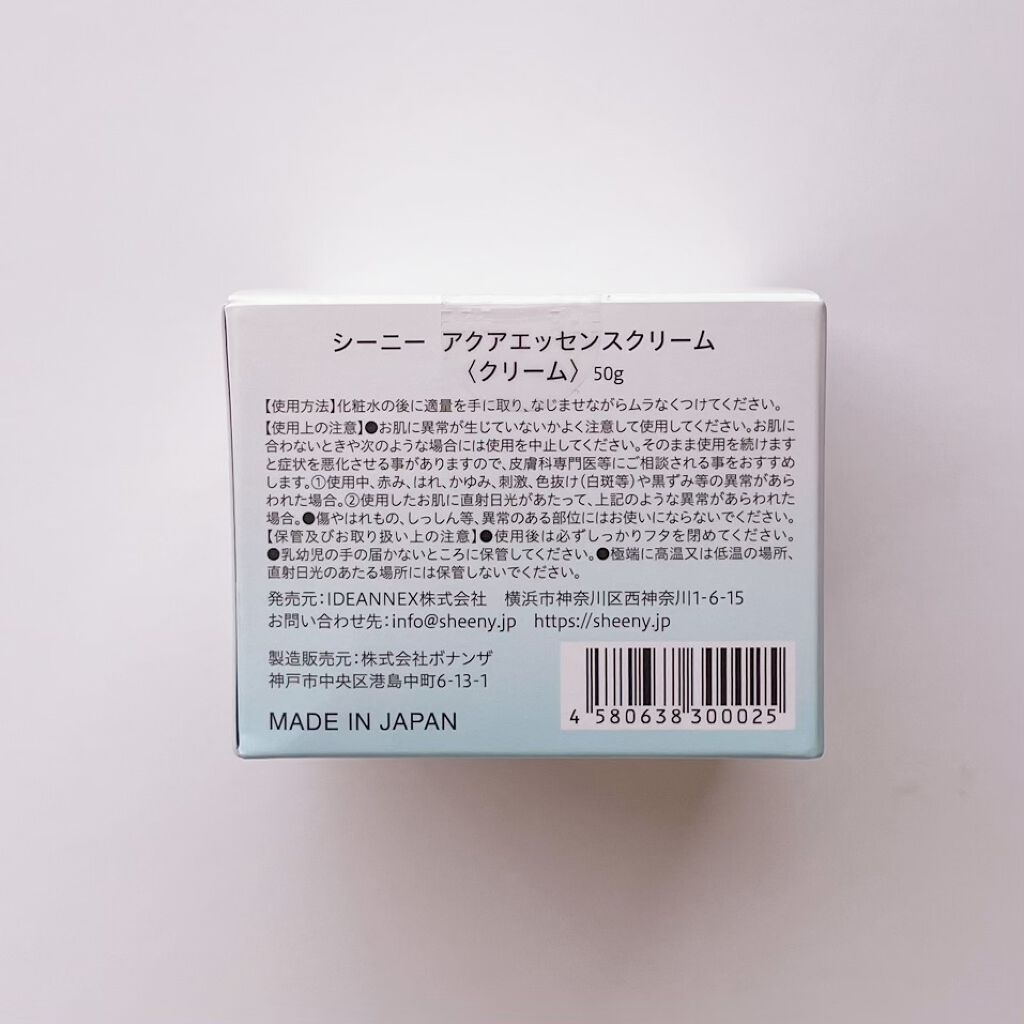 シーニー アクアエッセンスクリーム
〈クリーム〉 50g
【使用方法】化粧水の後に適量を手に取り、なじませながらムラなくつけてください。
【使用上の注意】●お肌に異常が生じていないかよく注意して使用してください。お肌に
合わないときや次のような場合には使用を中止してください。そのまま使用を続けます
と症状を悪化させる事がありますので、皮膚科専門医等にご相談される事をおすすめ
します。①使用中、赤み、はれ、かゆみ、刺激、色抜け(白斑等)や黒ずみ等の異常があら
われた場合。②使用したお肌に直射日光があたって、上記のような異常があらわれた
場合。●傷やはれもの、しっしん等、異常のある部位にはお使いにならないでください。
【保管及びお取り扱い上の注意】●使用後は必ずしっかりフタを閉めてください。
●乳幼児の手の届かないところに保管してください。●極端に高温又は低温の場所、
直射日光のあたる場所には保管しないでください。
発売元:IDEANNEX株式会社 横浜市神奈川区西神奈川1-6-15
お問い合わせ先:info@sheeny.jp https://sheeny.jp
製造販売元:株式会社ボナンザ
神戸市中央区港島中町6-13-1
MADE IN JAPAN
4 580638 300025